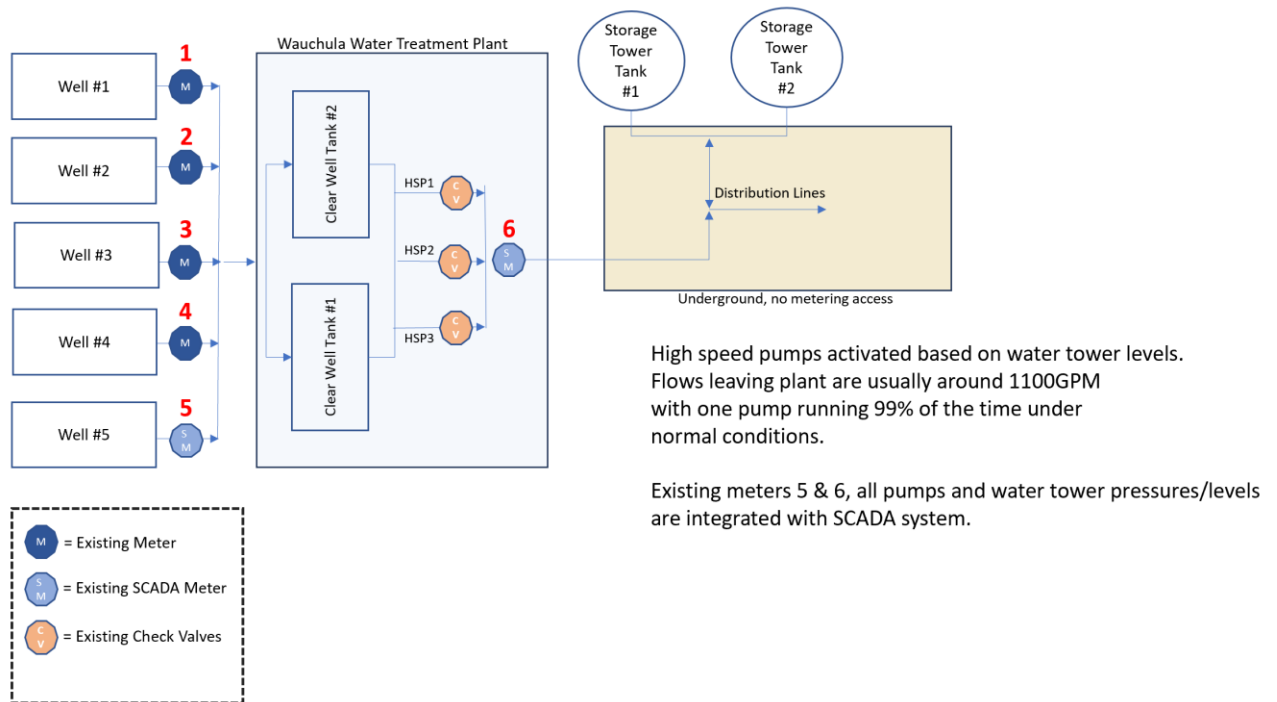 Wauchula Water Treatment Plant
Storage
Tower
Tank
#1
Storage
Tower
Tank
#2
1
Well #1
M
2
Well #2
M
3
Well #3
M
4
Well #4
M
5
Well #5
S
M
Clear Well Tank #2
Clear Well Tank #1
HSP1
C
V
HSP2
C
V
HSP3
C
V
6
S
M
Distribution Lines
Underground, no metering access
High speed pumps activated based on water tower levels.
Flows leaving plant are usually around 1100GPM
with one pump running 99% of the time under
normal conditions.
Existing meters 5 & 6, all pumps and water tower pressures/levels
are integrated with SCADA system.
M
= Existing Meter
S
M
= Existing SCADA Meter
C
V
= Existing Check Valves